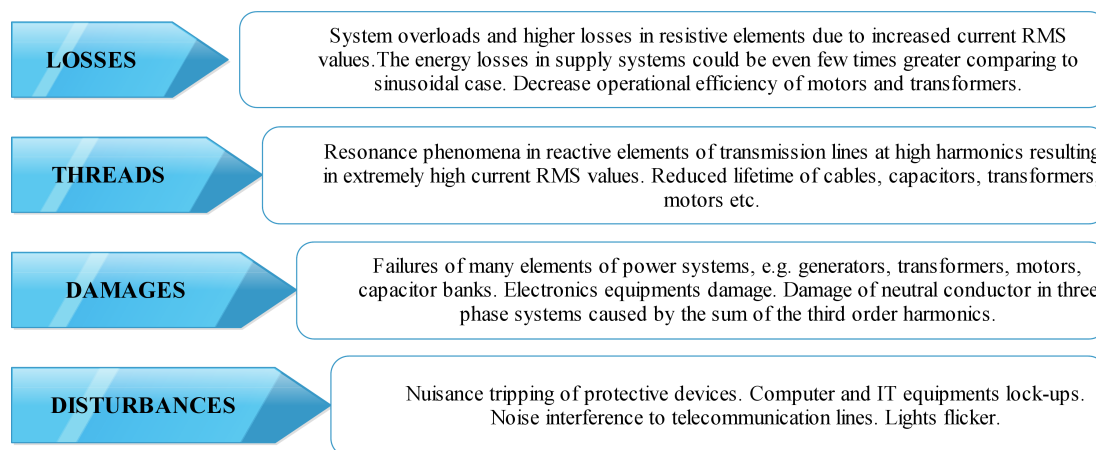 LOSSES
System overloads and higher losses in resistive elements due to increased current RMS
values.The energy losses in supply systems could be even few times greater comparing to
sinusoidal case. Decrease operational efficiency of motors and transformers.
THREADS
Resonance phenomena in reactive elements of transmission lines at high harmonics resulting
in extremely high current RMS values. Reduced lifetime of cables, capacitors, transformers,
motors etc.
DAMAGES
Failures of many elements of power systems, e.g. generators, transformers, motors,
capacitor banks. Electronics equipments damage. Damage of neutral conductor in three
phase systems caused by the sum of the third order harmonics.
DISTURBANCES
Nuisance tripping of protective devices. Computer and IT equipments lock-ups.
Noise interference to telecommunication lines. Lights flicker.